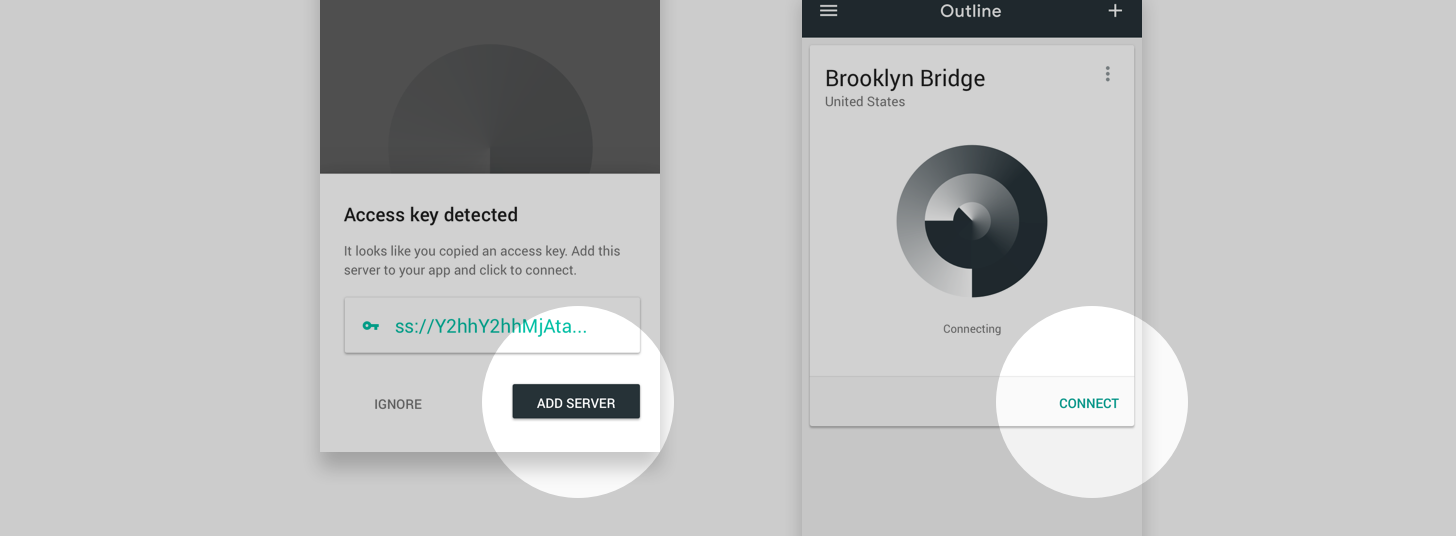 Access key detected
It looks like you copied an access key. Add this
server to your app and click to connect.
ss://Y2hhY2hhMjAta...
IGNORE
ADD SERVER
Outline
Brooklyn Bridge
United States
Connecting
CONNECT